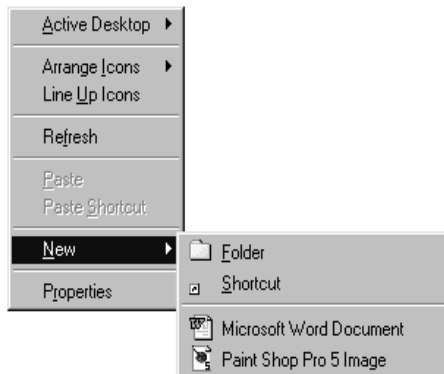 Active Desktop
Arrange Icons
Line Up Icons
Refresh
Paste
Paste Shortcut
New
Properties
Folder
Shortcut
Microsoft Word Document
Paint Shop Pro 5 Image